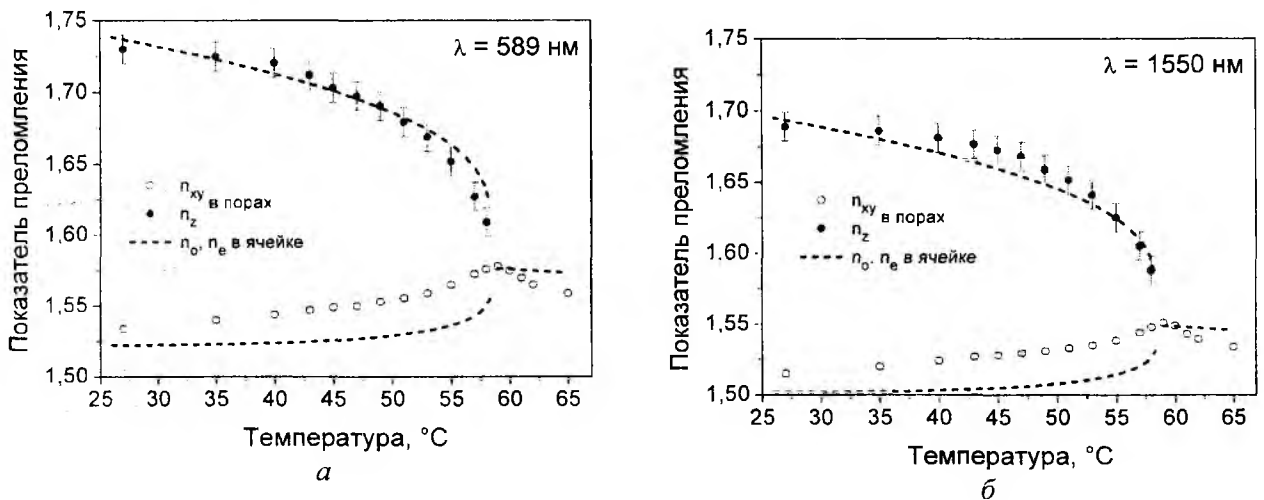 Показатель преломления
1,75
1,70
1,65
1,60
1,55
1,50
λ = 589 нм
n_xy в порах
n_z
n_o, n_e в ячейке
25 30 35 40 45 50 55 60 65
Температура, °C
а
Показатель преломления
1,75
1,70
1,65
1,60
1,55
1,50
λ = 1550 нм
n_xy в порах
n_z
n_o, n_e в ячейке
25 30 35 40 45 50 55 60 65
Температура, °C
б